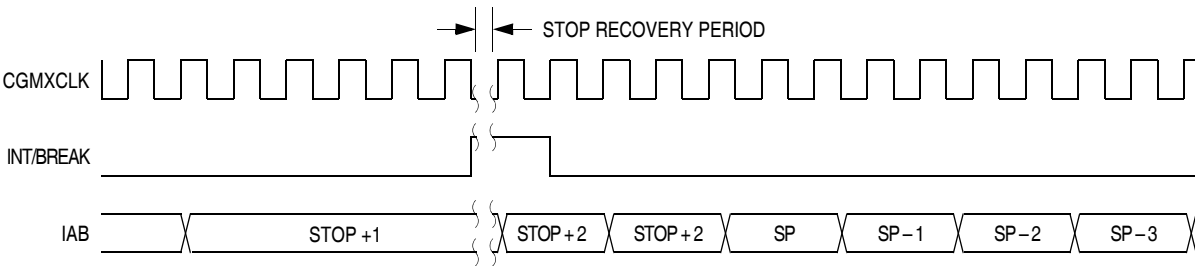 STOP RECOVERY PERIOD
CGMXCLK
INT/BREAK
IAB STOP +1 STOP + 2 STOP + 2 SP SP – 1 SP – 2 SP – 3